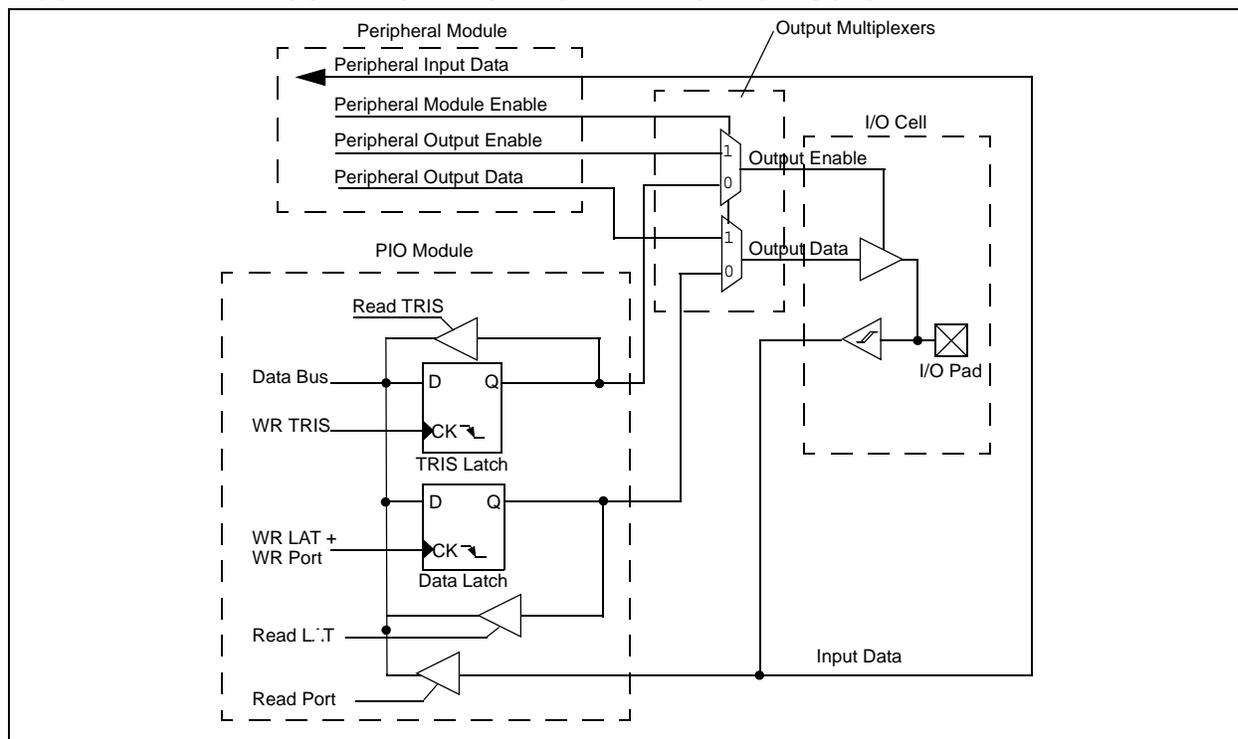 Output Multiplexers
Peripheral Module
Peripheral Input Data
Peripheral Module Enable
Peripheral Output Enable
Peripheral Output Data
1
0
Output Enable
I/O Cell
1
0
Output Data
I/O Pad
PIO Module
Read TRIS
Data Bus
D Q
WR TRIS
CK
TRIS Latch
D Q
WR LAT +
WR Port
CK
Data Latch
Read
Read Port
Input Data